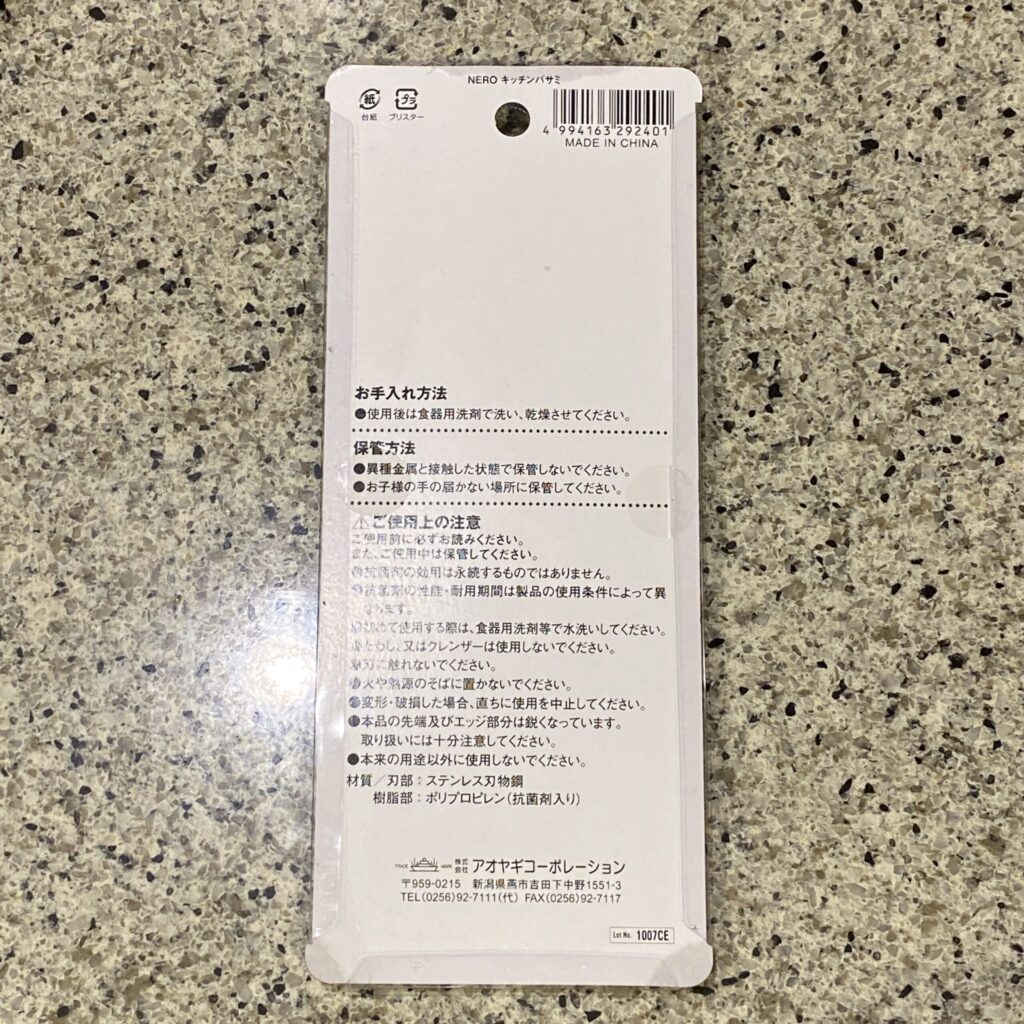 NERO キッチンバサミ
紙
プラ
台紙
ブリスター
4 994163 292401
MADE IN CHINA
お手入れ方法
●使用後は食器用洗剤で洗い、乾燥させてください。
保管方法
●異種金属と接触した状態で保管しないでください。
●お子様の手の届かない場所に保管してください。
⚠ご使用上の注意
ご使用前に必ずお読みください。
また、ご使用中は保管してください。
●抗菌剤の効用は永続するものではありません。
●抗菌剤の性能・耐用期間は製品の使用条件によって異
なります。
●初めて使用する際は、食器用洗剤等で水洗いしてください。
●たわし、又はクレンザーは使用しないでください。
●刃に触れないでください。
●火や熱源のそばに置かないでください。
●変形・破損した場合、直ちに使用を中止してください。
●本品の先端及びエッジ部分は鋭くなっています。
取り扱いには十分注意してください。
●本来の用途以外に使用しないでください。
材質／刃部：ステンレス刃物鋼
樹脂部：ポリプロピレン（抗菌剤入り）
TRADE MARK 株式会社 アオヤギコーポレーション
〒959-0215 新潟県燕市吉田下中野1551-3
TEL(0256)92-7111(代) FAX(0256)92-7117
Lot No. 1007CE